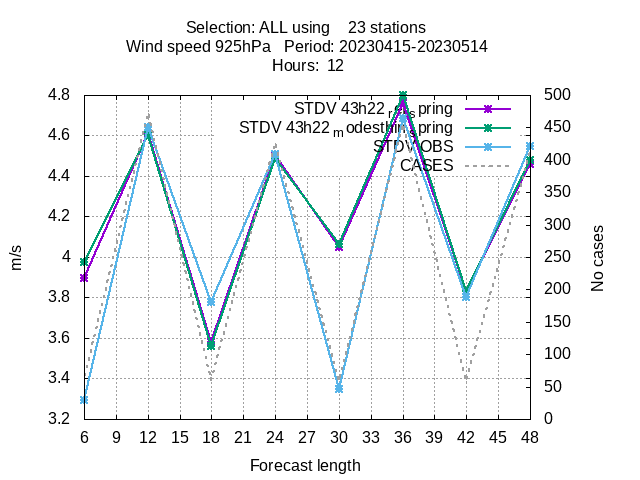 Selection: ALL using 23 stations
Wind speed 925hPa Period: 20230415-20230514
Hours: 12
STDV 43h22
STDV 43h22
STDV OBS
CASES
4.8
4.6
4.4
4.2
4
3.8
3.6
3.4
3.2
m/s
500
450
400
350
300
250
200
150
100
50
0
No cases
6 9 12 15 18 21 24 27 30 33 36 39 42 45 48
Forecast length